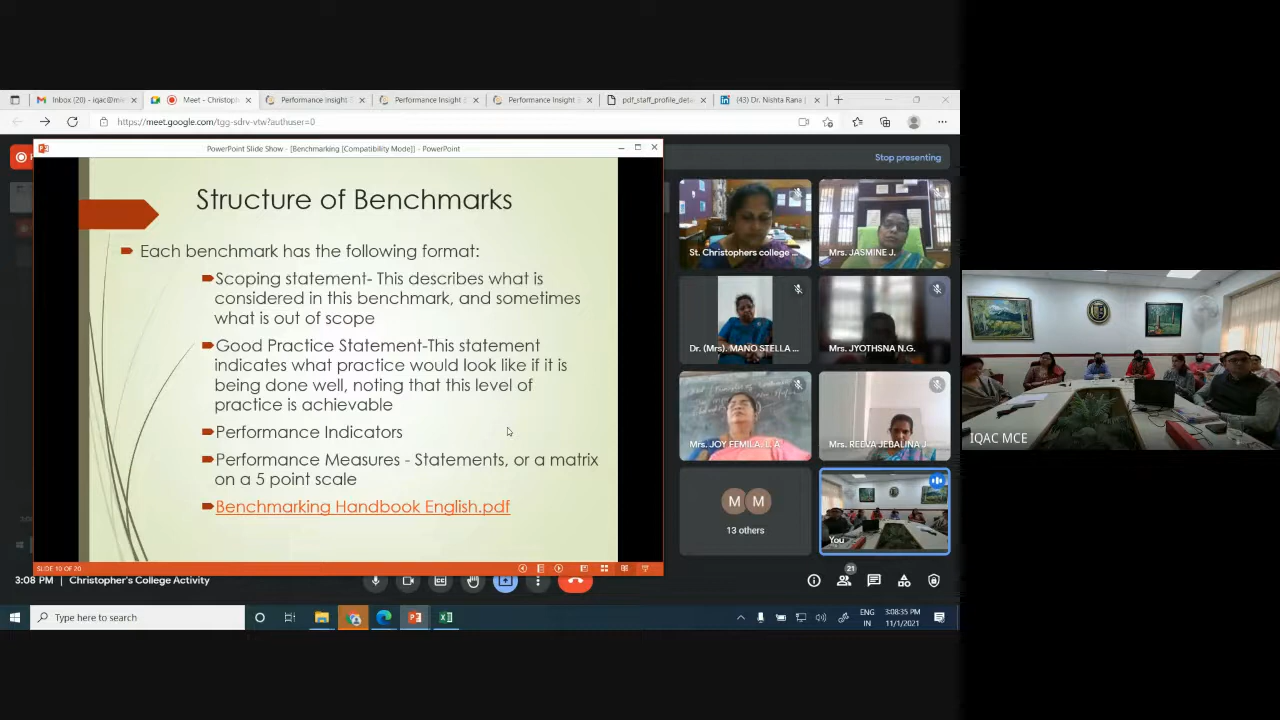 Inbox (20) - iqac@m
Meet - Christoph
Performance Insight
Performance Insight
Performance Insight
pdf_staff_profile_deta
(43) Dr. Nishta Rana |
https://meet.google.com/tgg-sdrv-vtw?authuser=0
PowerPoint Slide Show - [Benchmarking [Compatibility Mode]] - PowerPoint
Stop presenting
Structure of Benchmarks
Each benchmark has the following format:
Scoping statement- This describes what is
considered in this benchmark, and sometimes
what is out of scope
Good Practice Statement-This statement
indicates what practice would look like if it is
being done well, noting that this level of
practice is achievable
Performance Indicators
Performance Measures - Statements, or a matrix
on a 5 point scale
Benchmarking Handbook English.pdf
SLIDE 10 OF 20
St. Christophers college ...
Mrs. JASMINE J.
Dr. (Mrs). MANO STELLA ...
Mrs. JYOTHSNA N.G.
Mrs. JOY FEMILA. L. A
Mrs. REEVA JEBALINA J
M M
13 others
You
IQAC MCE
3:08 PM | Christopher's College Activity
21
Type here to search
ENG
IN
3:08:35 PM
11/1/2021